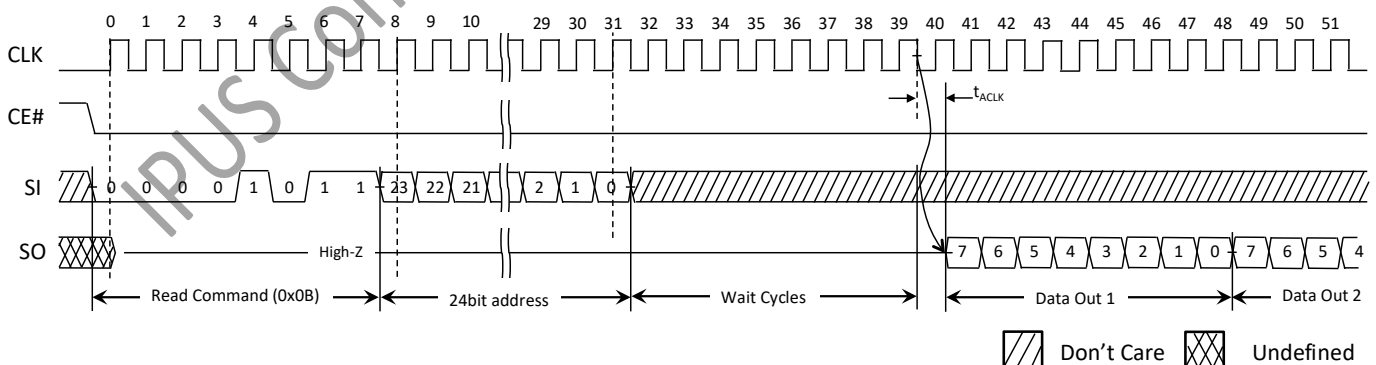 0 1 2 3 4 5 6 7 8 9 10 29 30 31 32 33 34 35 36 37 38 39 40 41 42 43 44 45 46 47 48 49 50 51
CLK
tACLK
CE#
SI 0 0 0 0 1 0 1 1 23 22 21 2 1 0
SO High-Z 7 6 5 4 3 2 1 0 7 6 5 4
Read Command (0x0B) 24bit address Wait Cycles Data Out 1 Data Out 2
Don't Care Undefined
IPUS